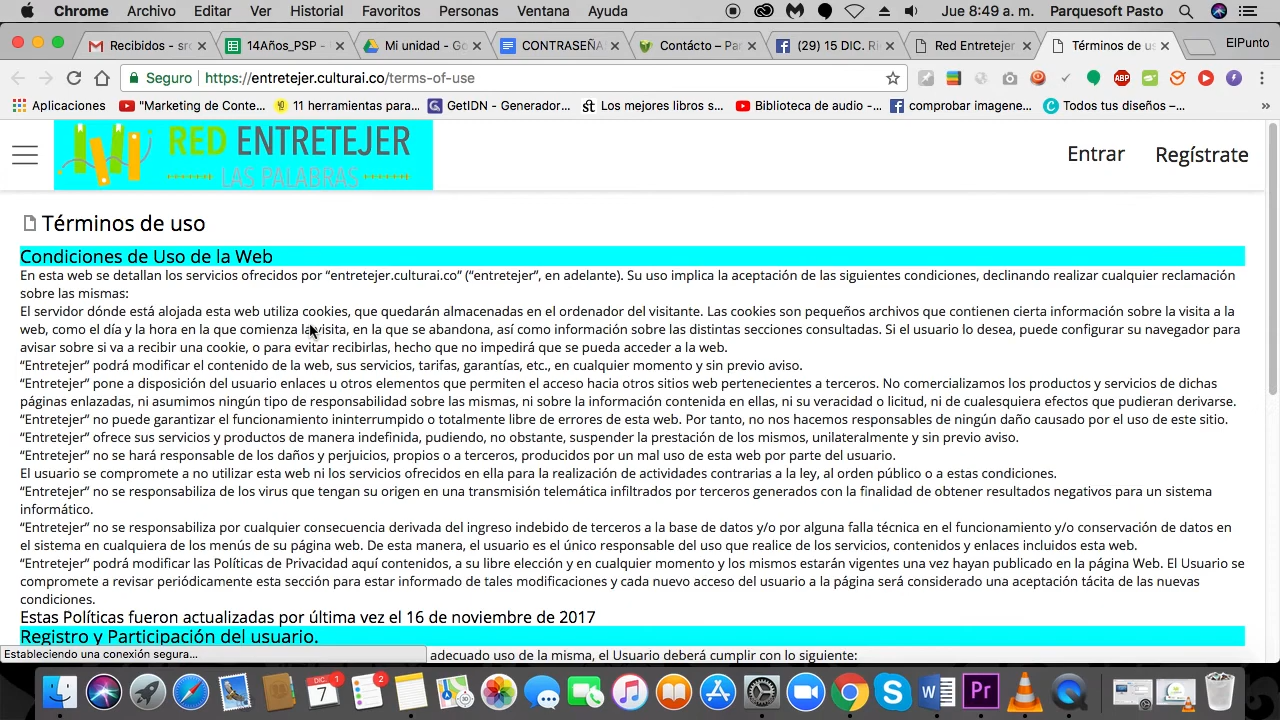 Chrome Archivo Editar Ver Historial Favoritos Personas Ventana Ayuda Jue 8:49 a. m. Parquesoft Pasto
Recibidos - src 14Años_PSP - Mi unidad - Go CONTRASEÑA Contácto – Par (29) 15 DIC. Ri Red Entretejer Términos de us ElPunto
Seguro https://entretejer.culturai.co/terms-of-use ABP
Aplicaciones "Marketing de Conte... 11 herramientas para... GetIDN - Generador... Los mejores libros s... Biblioteca de audio -... comprobar imagene... Todos tus diseños –... »
RED ENTRETEJER
LAS PALABRAS
Entrar Regístrate
Términos de uso
Condiciones de Uso de la Web
En esta web se detallan los servicios ofrecidos por “entretejer.culturai.co” (“entretejer”, en adelante). Su uso implica la aceptación de las siguientes condiciones, declinando realizar cualquier reclamación
sobre las mismas:
El servidor dónde está alojada esta web utiliza cookies, que quedarán almacenadas en el ordenador del visitante. Las cookies son pequeños archivos que contienen cierta información sobre la visita a la
web, como el día y la hora en la que comienza la visita, en la que se abandona, así como información sobre las distintas secciones consultadas. Si el usuario lo desea, puede configurar su navegador para
avisar sobre si va a recibir una cookie, o para evitar recibirlas, hecho que no impedirá que se pueda acceder a la web.
“Entretejer” podrá modificar el contenido de la web, sus servicios, tarifas, garantías, etc., en cualquier momento y sin previo aviso.
“Entretejer” pone a disposición del usuario enlaces u otros elementos que permiten el acceso hacia otros sitios web pertenecientes a terceros. No comercializamos los productos y servicios de dichas
páginas enlazadas, ni asumimos ningún tipo de responsabilidad sobre las mismas, ni sobre la información contenida en ellas, ni su veracidad o licitud, ni de cualesquiera efectos que pudieran derivarse.
“Entretejer” no puede garantizar el funcionamiento ininterrumpido o totalmente libre de errores de esta web. Por tanto, no nos hacemos responsables de ningún daño causado por el uso de este sitio.
“Entretejer” ofrece sus servicios y productos de manera indefinida, pudiendo, no obstante, suspender la prestación de los mismos, unilateralmente y sin previo aviso.
“Entretejer” no se hará responsable de los daños y perjuicios, propios o a terceros, producidos por un mal uso de esta web por parte del usuario.
El usuario se compromete a no utilizar esta web ni los servicios ofrecidos en ella para la realización de actividades contrarias a la ley, al orden público o a estas condiciones.
“Entretejer” no se responsabiliza de los virus que tengan su origen en una transmisión telemática infiltrados por terceros generados con la finalidad de obtener resultados negativos para un sistema
informático.
“Entretejer” no se responsabiliza por cualquier consecuencia derivada del ingreso indebido de terceros a la base de datos y/o por alguna falla técnica en el funcionamiento y/o conservación de datos en
el sistema en cualquiera de los menús de su página web. De esta manera, el usuario es el único responsable del uso que realice de los servicios, contenidos y enlaces incluidos esta web.
“Entretejer” podrá modificar las Políticas de Privacidad aquí contenidos, a su libre elección y en cualquier momento y los mismos estarán vigentes una vez hayan publicado en la página Web. El Usuario se
compromete a revisar periódicamente esta sección para estar informado de tales modificaciones y cada nuevo acceso del usuario a la página será considerado una aceptación tácita de las nuevas
condiciones.
Estas Políticas fueron actualizadas por última vez el 16 de noviembre de 2017
Registro y Participación del usuario.
Estableciendo una conexión segura... adecuado uso de la misma, el Usuario deberá cumplir con lo siguiente:
DIC. 7 1 2 Pr